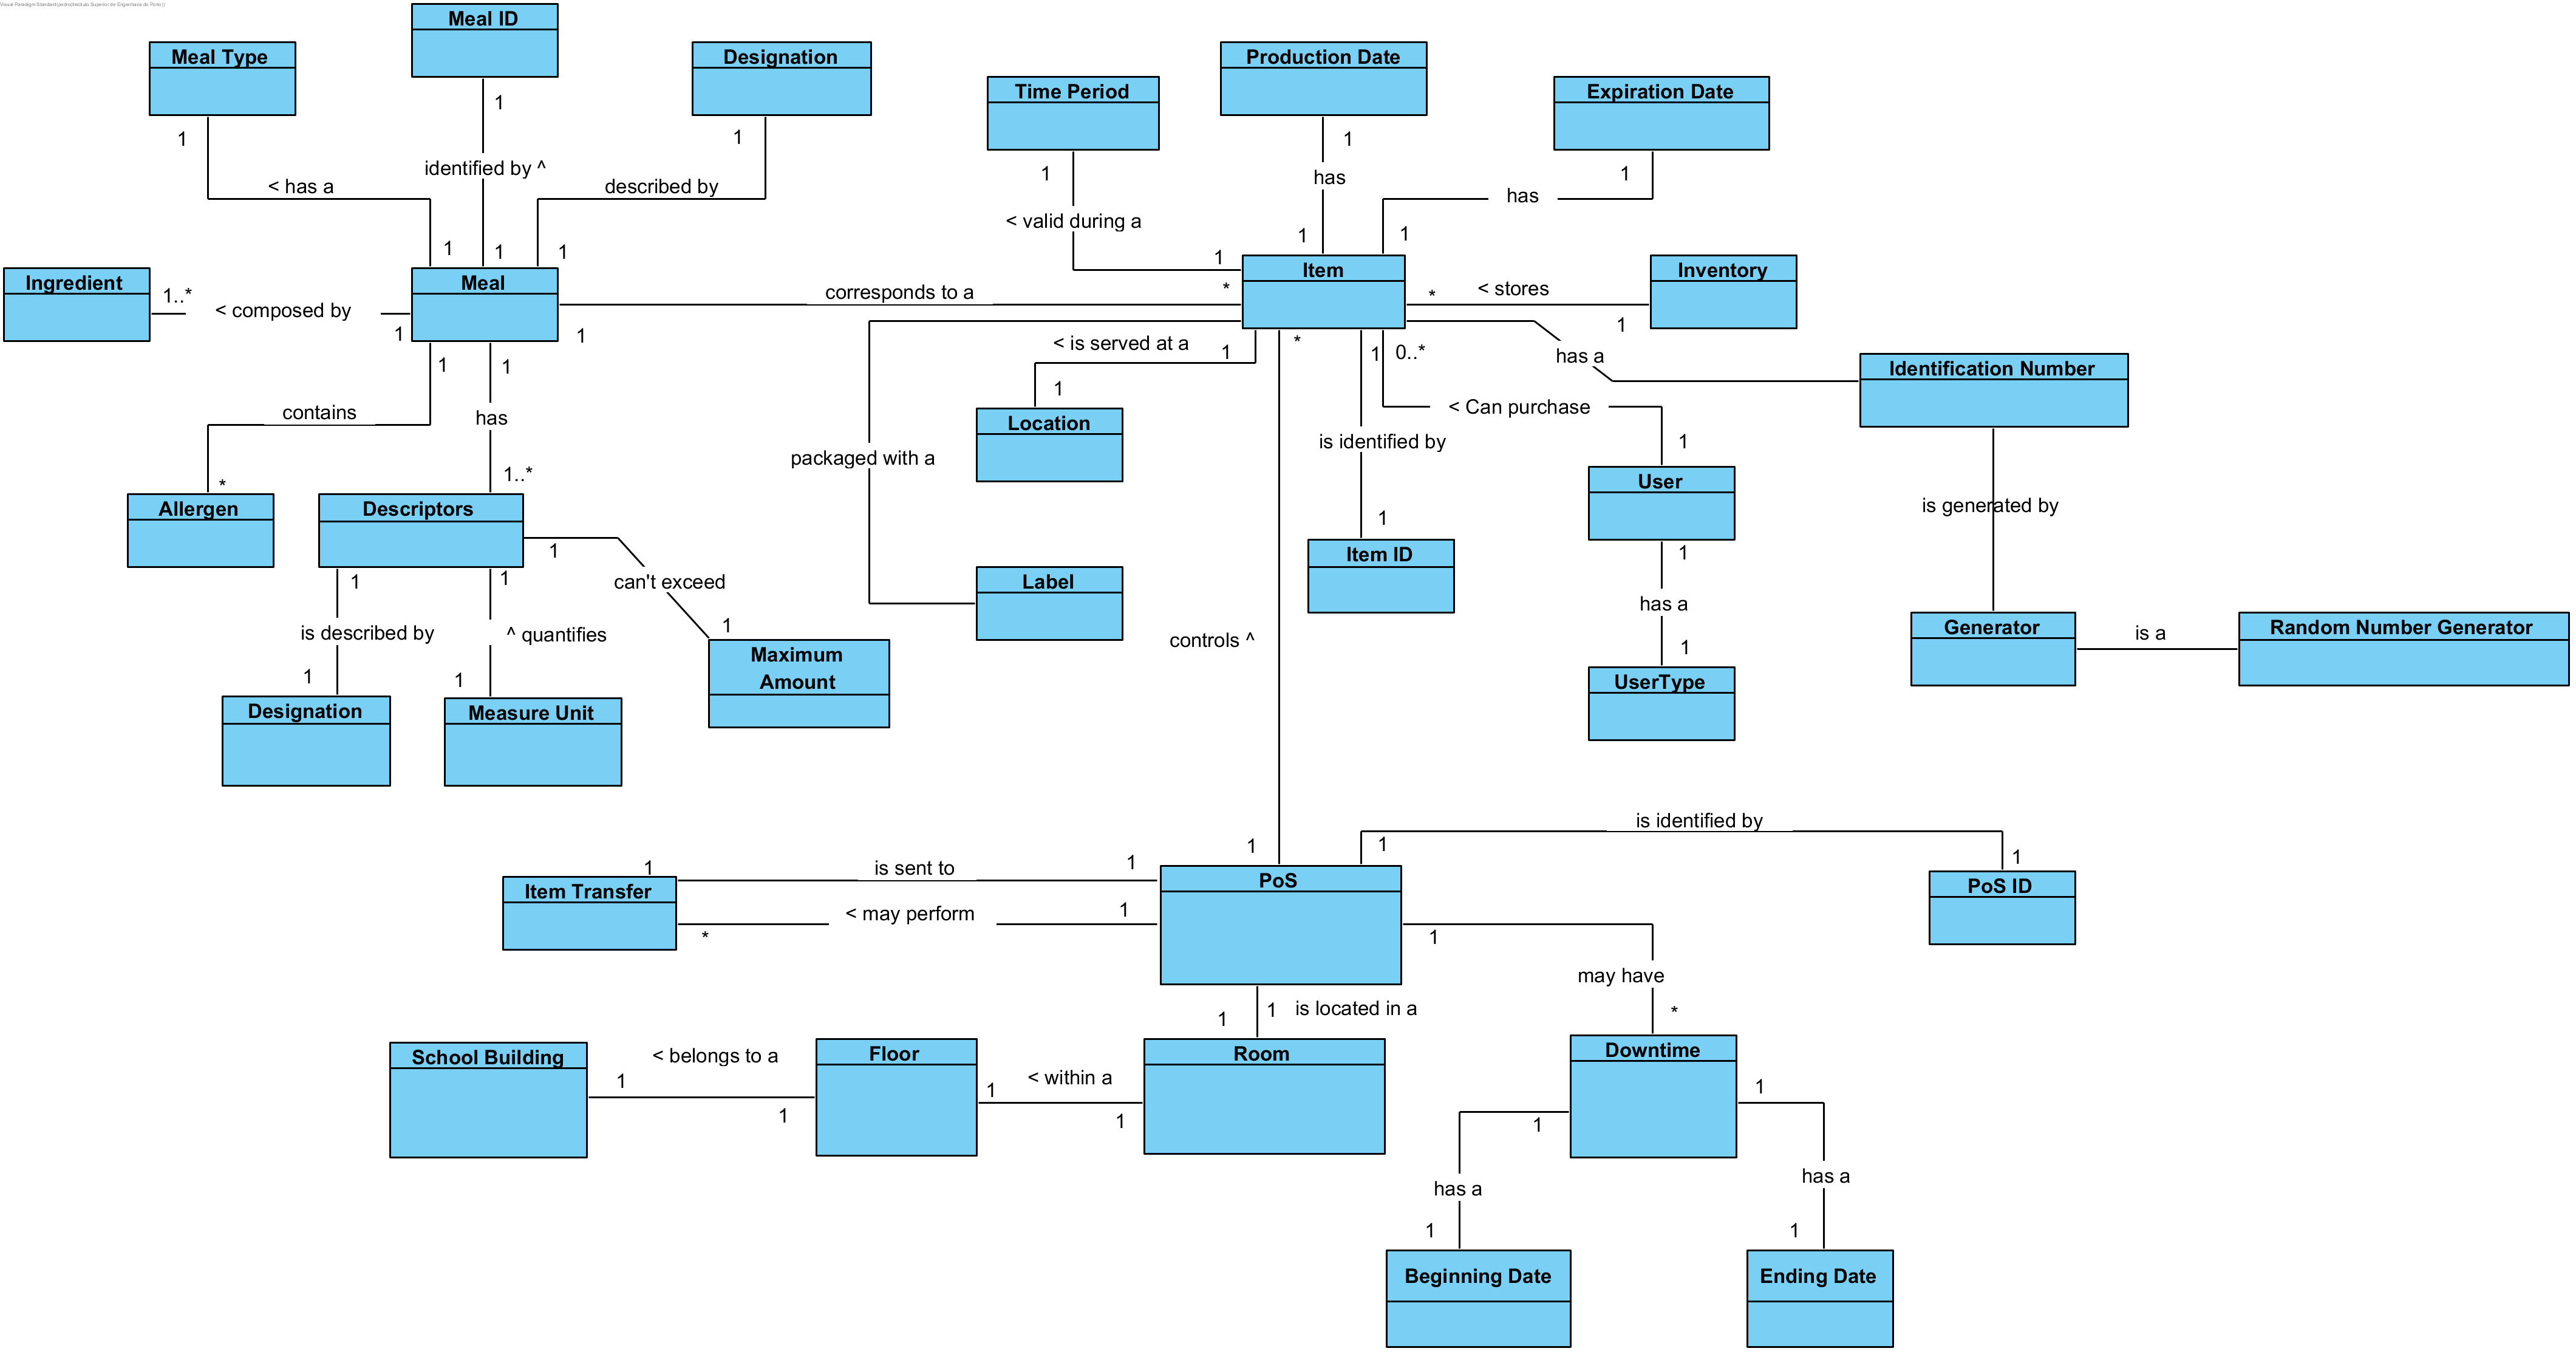 Visual Paradigm Standard(pedro(Instituto Superior de Engenharia do Porto))
Meal ID
Meal Type
Designation
Production Date
Time Period
Expiration Date
1
1
1
1
1
1
identified by ^
< has a
described by
has
has
< valid during a
1
1
1
1
1
1
Ingredient
Meal
Item
Inventory
1..*
< composed by
1
corresponds to a
*
*
< stores
1
1
< is served at a
1
*
1
0..*
has a
Identification Number
1
1
contains
has
1
Location
< Can purchase
packaged with a
is identified by
1
User
*
1..*
Allergen
Descriptors
is generated by
1
Item ID
1
1
1
can't exceed
Label
1
has a
is described by
^ quantifies
1
controls ^
1
Generator
is a
Random Number Generator
Maximum
Amount
1
1
UserType
Designation
Measure Unit
is identified by
1
1
1
1
is sent to
1
Item Transfer
PoS
PoS ID
< may perform
1
*
1
may have
1
is located in a
1
*
School Building
< belongs to a
Floor
Room
Downtime
1
< within a
1
1
1
1
1
has a
has a
1
1
Beginning Date
Ending Date